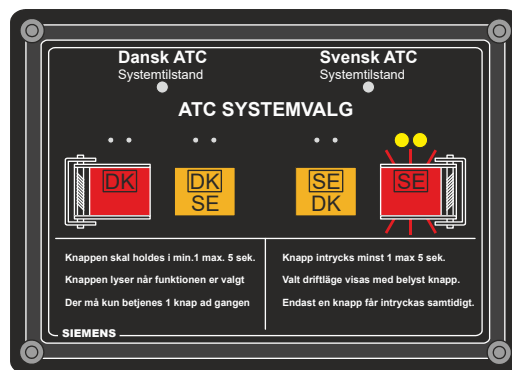 Dansk ATC
Systemtilstand
Svensk ATC
Systemtilstand
ATC SYSTEMVALG
DK
DK
SE
SE
DK
SE
Knappen skal holdes i min.1 max. 5 sek.
Knappen lyser når funktionen er valgt
Der må kun betjenes 1 knap ad gangen
Knapp intrycks minst 1 max 5 sek.
Valt driftläge visas med belyst knapp.
Endast en knapp får intryckas samtidigt.
SIEMENS